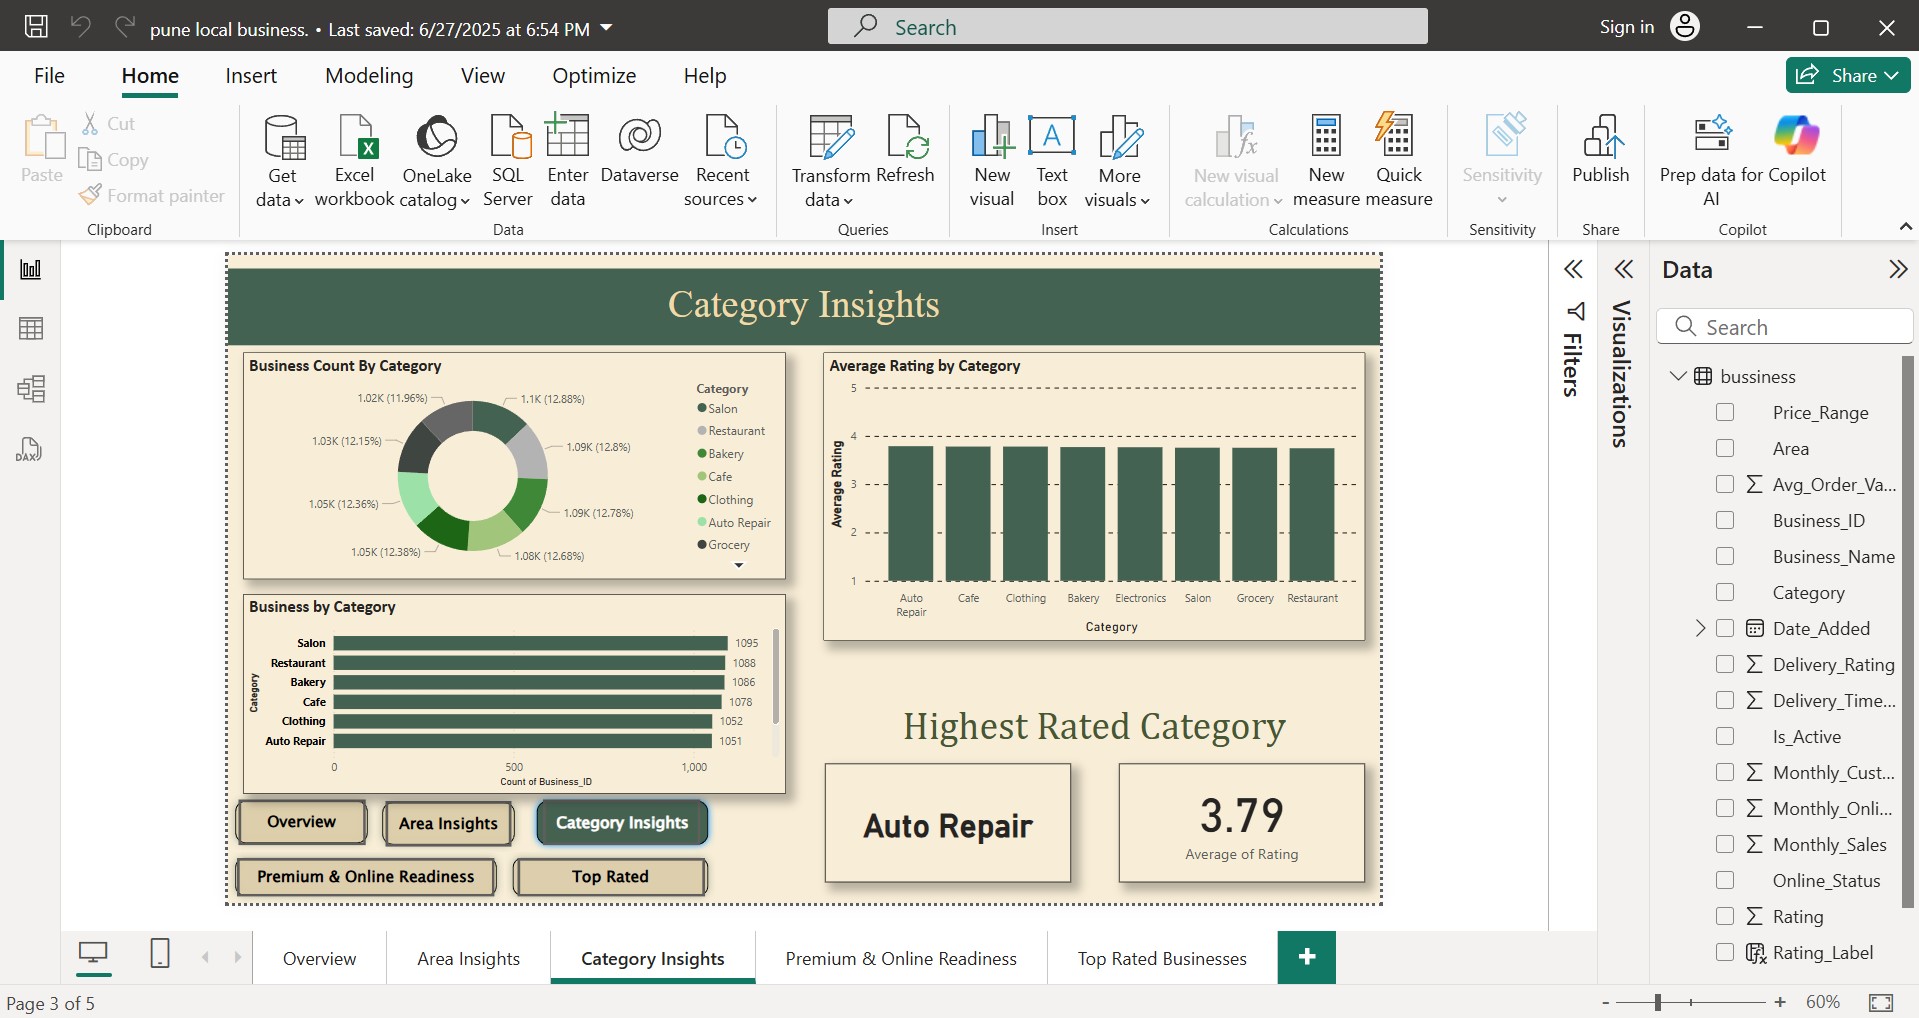 pune local business. • Last saved: 6/27/2025 at 6:54 PM
Search
Sign in
File
Home
Insert
Modeling
View
Optimize
Help
Share
Paste
Cut
Copy
Format painter
Clipboard
Get data
Excel workbook
OneLake catalog
SQL Server
Enter data
Dataverse
Recent sources
Data
Transform data
Refresh
Queries
New visual
Text box
More visuals
Insert
New visual calculation
New measure
Quick measure
Calculations
Sensitivity
Sensitivity
Publish
Share
Prep data for AI
Copilot
Copilot
Category Insights
Business Count By Category
1.02K (11.96%)
1.1K (12.88%)
1.03K (12.15%)
1.09K (12.8%)
1.05K (12.36%)
1.09K (12.78%)
1.05K (12.38%)
1.08K (12.68%)
Category
Salon
Restaurant
Bakery
Cafe
Clothing
Auto Repair
Grocery
Average Rating by Category
Average Rating
5
4
3
2
1
Auto Repair
Cafe
Clothing
Bakery
Electronics
Salon
Grocery
Restaurant
Category
Business by Category
Category
Salon 1095
Restaurant 1088
Bakery 1086
Cafe 1078
Clothing 1052
Auto Repair 1051
0 500 1,000
Count of Business_ID
Highest Rated Category
Auto Repair
3.79
Average of Rating
Overview
Area Insights
Category Insights
Premium & Online Readiness
Top Rated
Filters
Visualizations
Data
Search
bussiness
Price_Range
Area
Avg_Order_Va...
Business_ID
Business_Name
Category
Date_Added
Delivery_Rating
Delivery_Time...
Is_Active
Monthly_Cust...
Monthly_Onli...
Monthly_Sales
Online_Status
Rating
Rating_Label
DAX
Overview
Area Insights
Category Insights
Premium & Online Readiness
Top Rated Businesses
Page 3 of 5
- + 60%